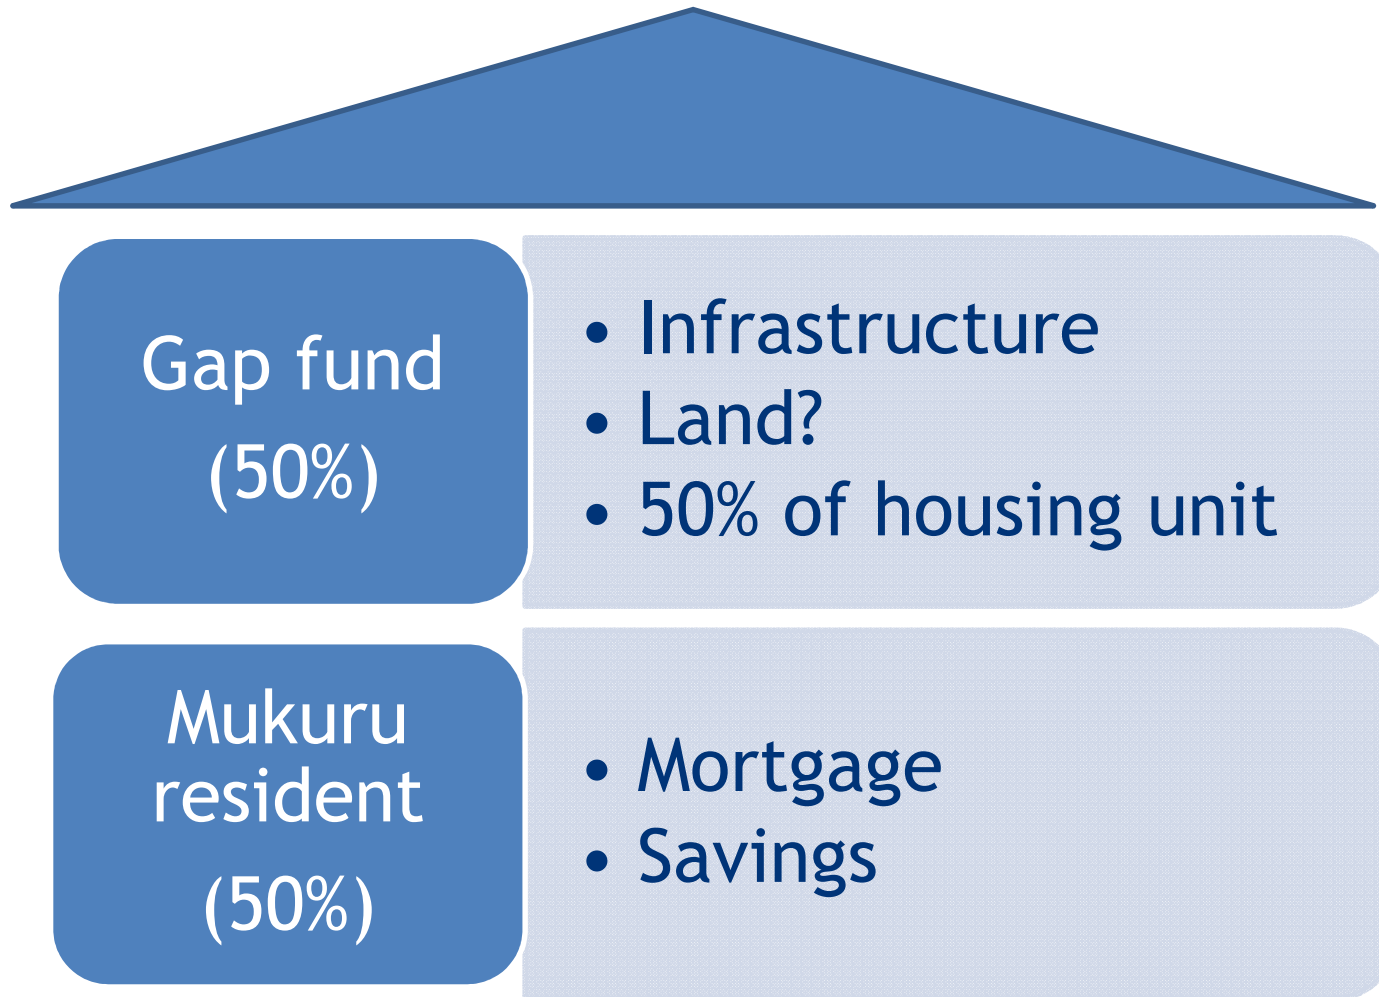 Gap fund
(50%)
• Infrastructure
• Land?
• 50% of housing unit
Mukuru
resident
(50%)
• Mortgage
• Savings